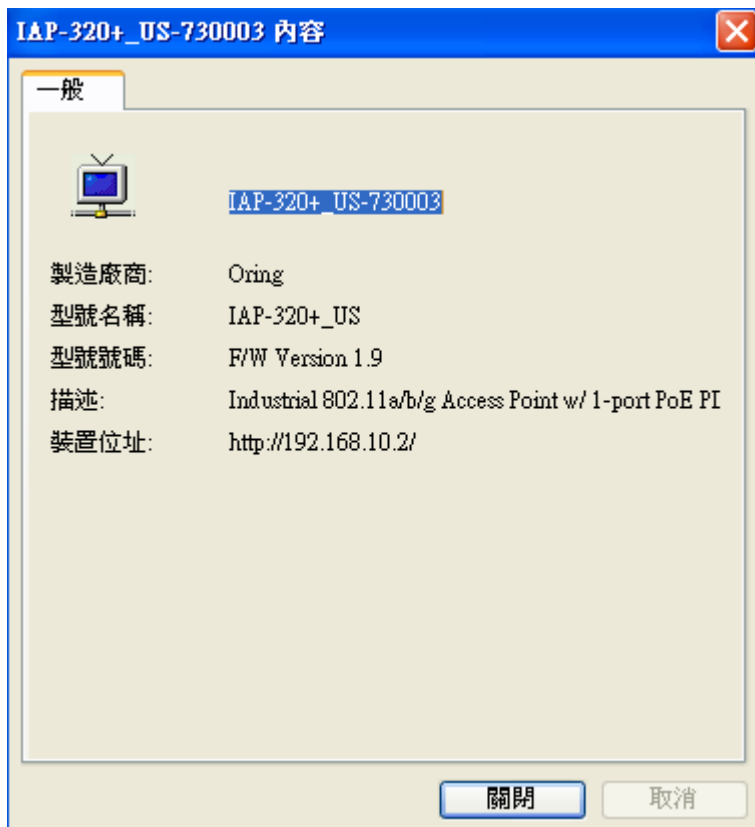 IAP-320+_US-730003 內容
一般
IAP-320+_US-730003
製造廠商: Oring
型號名稱: IAP-320+_US
型號號碼: F/W Version 1.9
描述: Industrial 802.11a/b/g Access Point w/ 1-port PoE PI
裝置位址: http://192.168.10.2/
關閉 取消